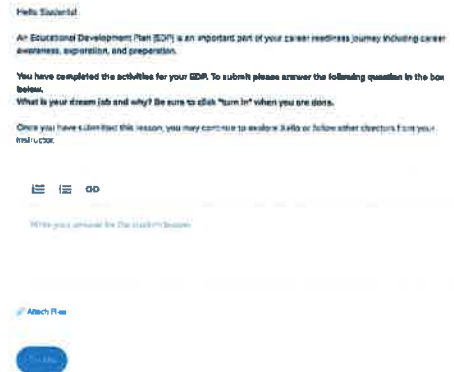 Hello Students!
An Educational Development Plan (EDP) is an important part of your career readiness journey including career
awareness, exploration, and preparation.
You have completed the activities for your EDP. To submit please answer the following question in the box
below.
What is your dream job and why? Be sure to click "turn in" when you are done.
Once you have submitted this lesson, you may continue to explore Xello or follow other directions from your
instructor.
Write your answer for the student lesson
Attach Files